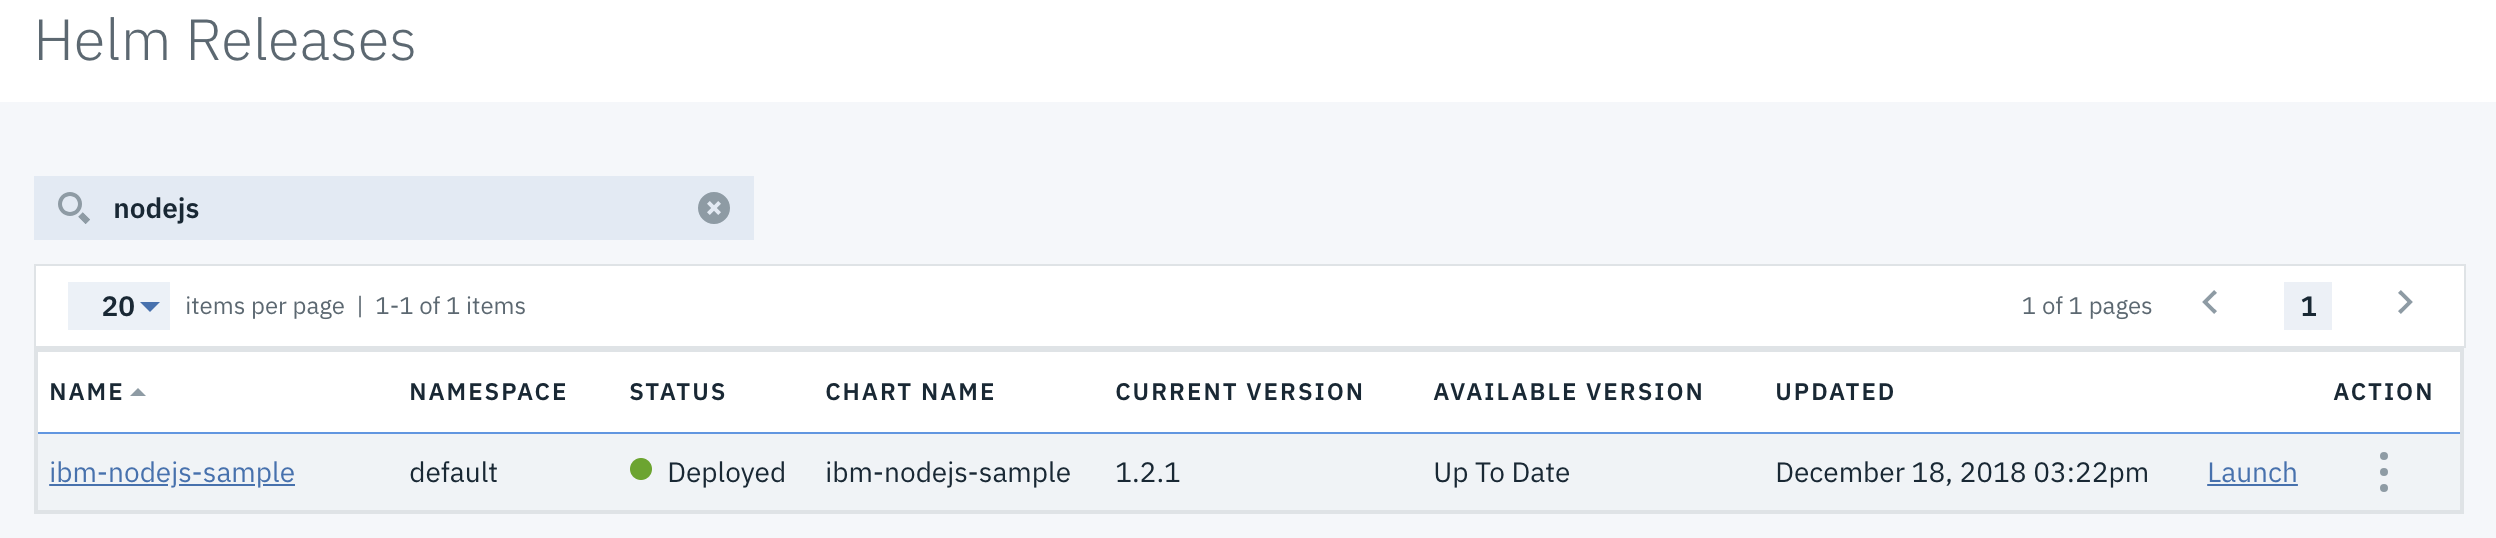 Helm Releases
nodejs
20 items per page | 1-1 of 1 items 1 of 1 pages 1
NAME NAMESPACE STATUS CHART NAME CURRENT VERSION AVAILABLE VERSION UPDATED ACTION
ibm-nodejs-sample default Deployed ibm-nodejs-sample 1.2.1 Up To Date December 18, 2018 03:22pm Launch